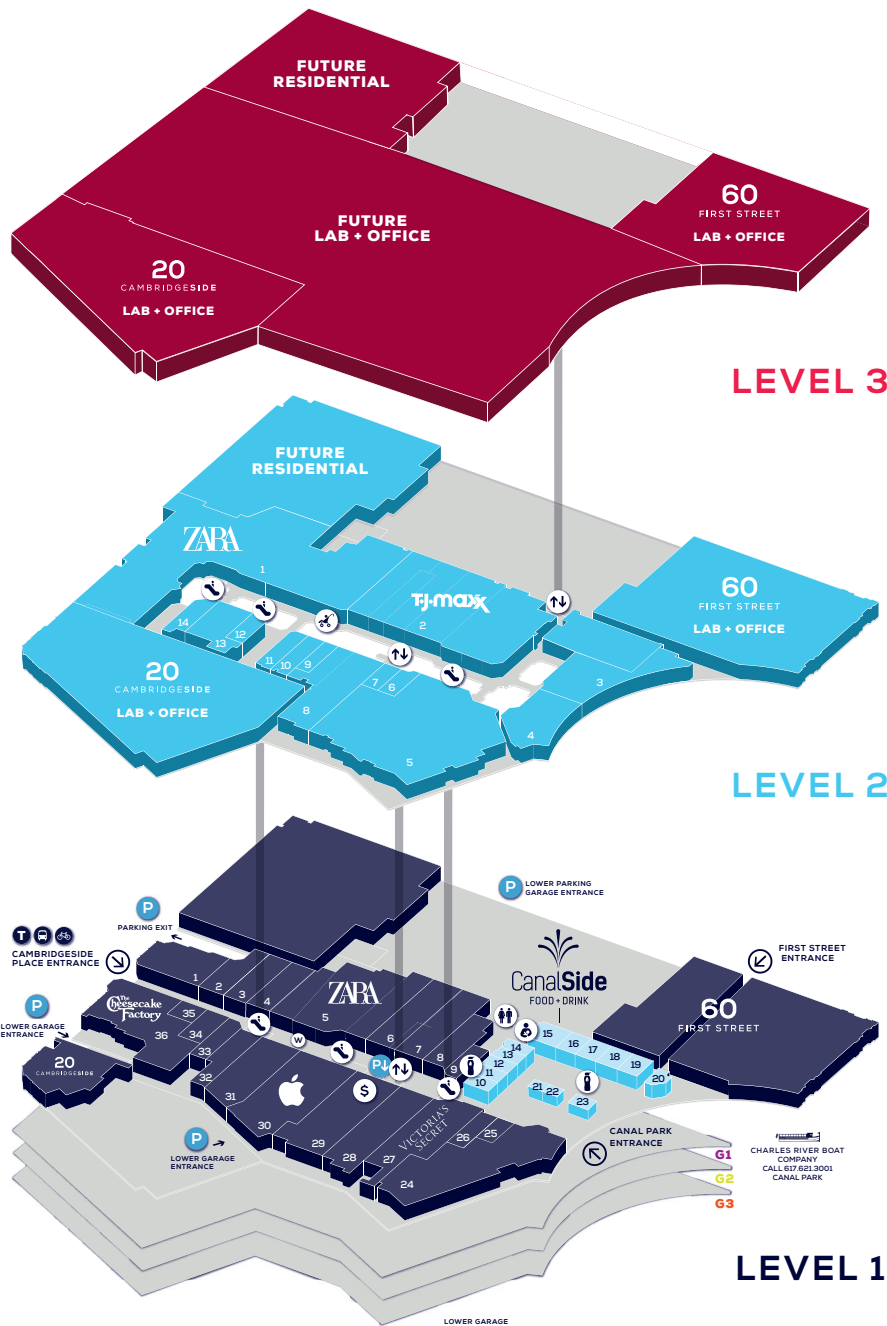 FUTURE
RESIDENTIAL
60
FIRST STREET
LAB + OFFICE
FUTURE
LAB + OFFICE
20
CAMBRIDGESIDE
LAB + OFFICE
LEVEL 3
FUTURE
RESIDENTIAL
ZARA
1
T·J·maxx
2
60
FIRST STREET
LAB + OFFICE
14
13
12
11
10
9
8
7
6
5
4
3
20
CAMBRIDGESIDE
LAB + OFFICE
LEVEL 2
P
LOWER PARKING
GARAGE ENTRANCE
P
PARKING EXIT
T
CAMBRIDGESIDE
PLACE ENTRANCE
FIRST STREET
ENTRANCE
CanalSide
FOOD + DRINK
P
LOWER GARAGE
ENTRANCE
The
Cheesecake
Factory
1
2
3
4
5
ZARA
6
7
8
9
10
11
12
13
14
15
16
17
18
19
20
21
22
23
60
FIRST STREET
20
CAMBRIDGESIDE
36
35
34
33
32
31
30
29
28
27
26
25
24
W
P
$
VICTORIA'S
SECRET
P
LOWER GARAGE
ENTRANCE
CANAL PARK
ENTRANCE
CHARLES RIVER BOAT
COMPANY
CALL 617.621.3001
CANAL PARK
G1
G2
G3
LEVEL 1
LOWER GARAGE